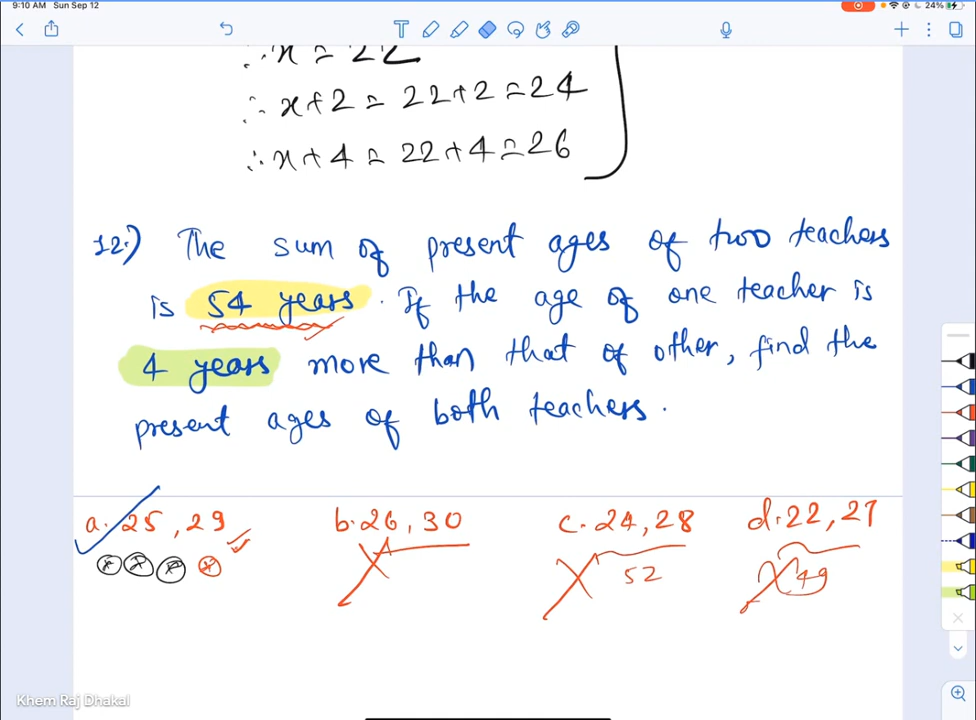 9:10 AM Sun Sep 12 24%
∴ x = 22
∴ x + 2 = 22 + 2 = 24
∴ x + 4 = 22 + 4 = 26
12.) The sum of present ages of two teachers
is 54 years. If the age of one teacher is
4 years more than that of other, find the
present ages of both teachers.
a. 25, 29 b. 26, 30 c. 24, 28 d. 22, 27
52 49
Khem Raj Dhakal